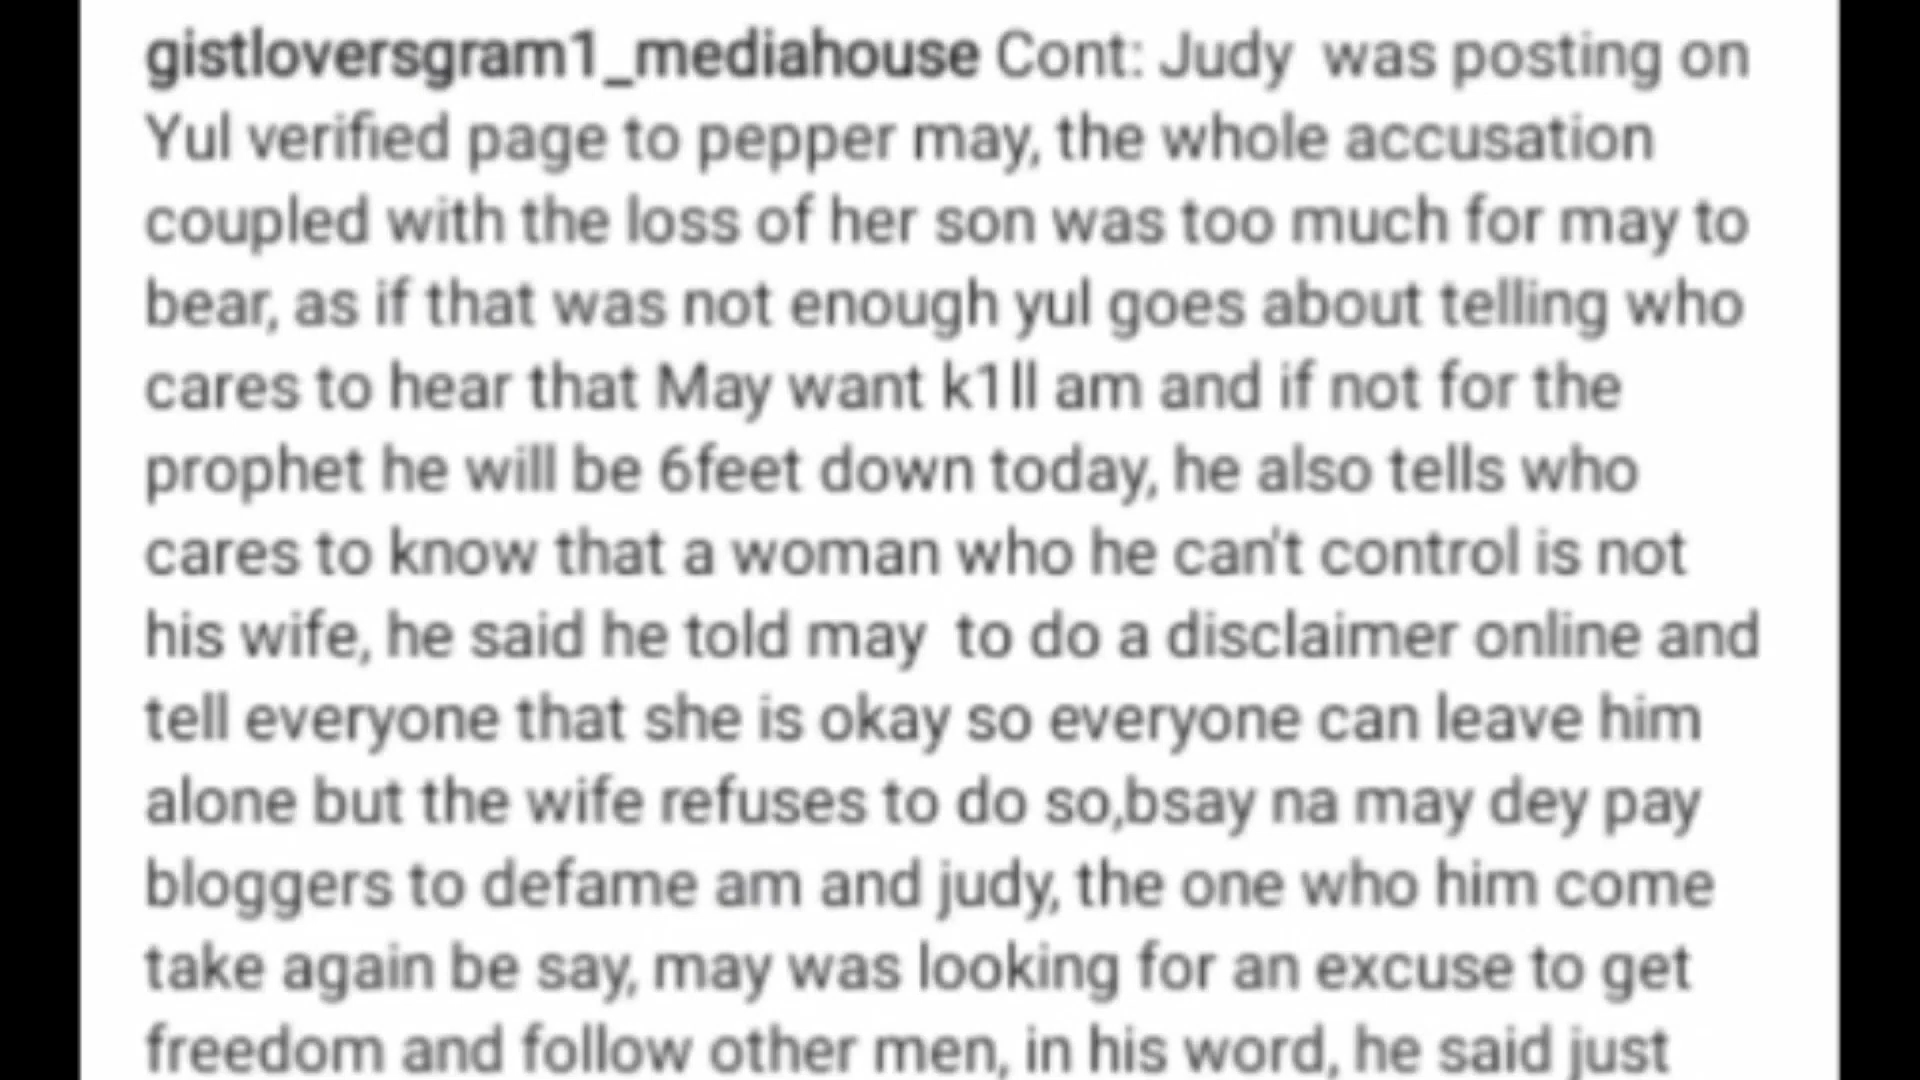 gistloversgram1_mediahouse Cont: Judy was posting on
Yul verified page to pepper may, the whole accusation
coupled with the loss of her son was too much for may to
bear, as if that was not enough yul goes about telling who
cares to hear that May want k1ll am and if not for the
prophet he will be 6feet down today, he also tells who
cares to know that a woman who he can't control is not
his wife, he said he told may to do a disclaimer online and
tell everyone that she is okay so everyone can leave him
alone but the wife refuses to do so,bsay na may dey pay
bloggers to defame am and judy, the one who him come
take again be say, may was looking for an excuse to get
freedom and follow other men, in his word, he said just